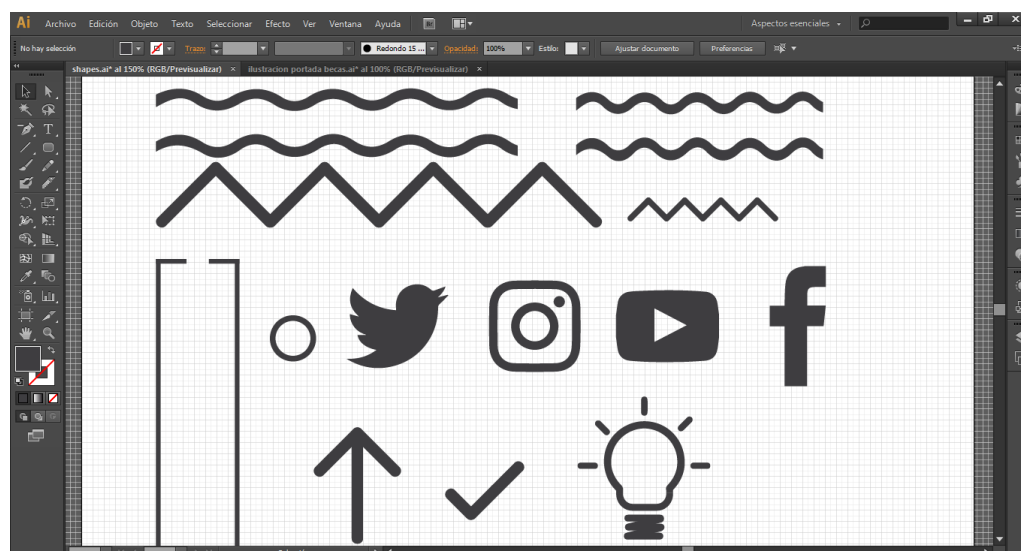 Ai Archivo Edición Objeto Texto Seleccionar Efecto Ver Ventana Ayuda Br Aspectos esenciales
No hay selección Trazo: Redondo 15 ... Opacidad: 100% Estilo: Ajustar documento Preferencias
shapes.ai* al 150% (RGB/Previsualizar) × ilustracion portada becas.ai* al 100% (RGB/Previsualizar) ×